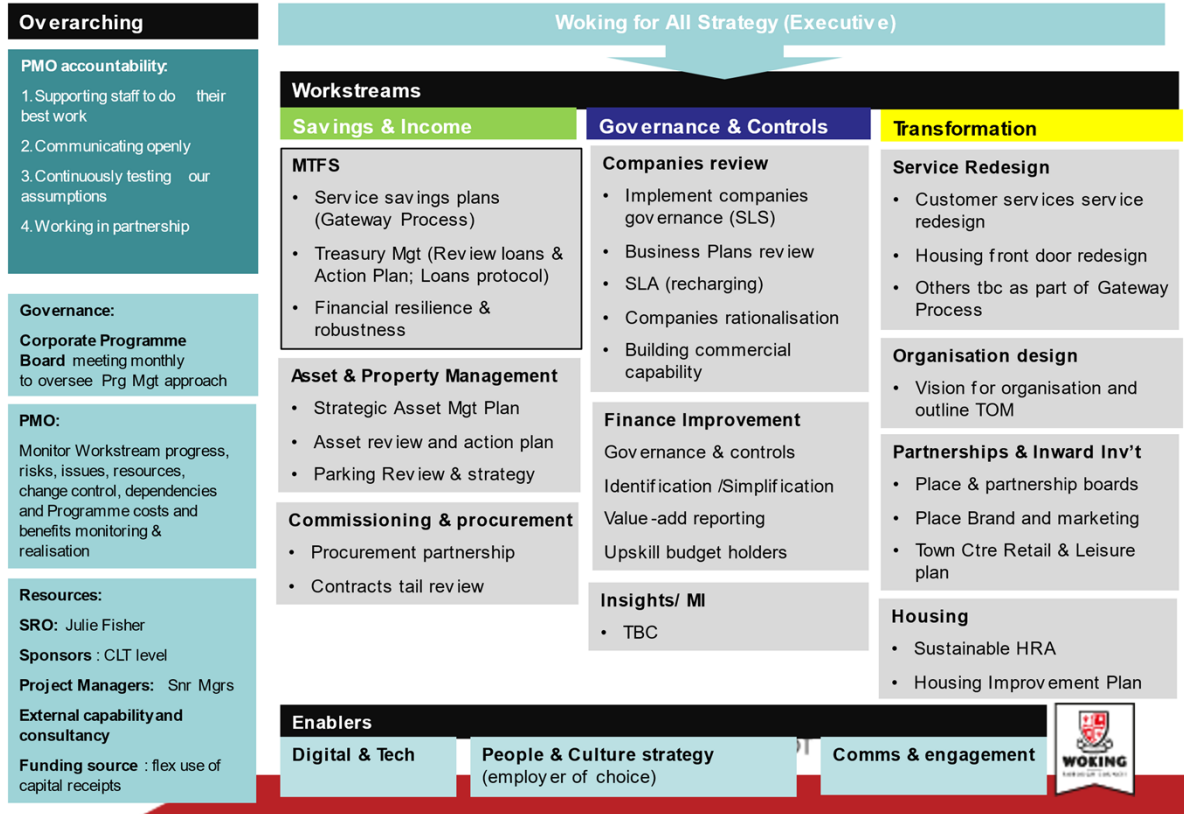 Overarching
PMO accountability:
1. Supporting staff to do their
best work
2. Communicating openly
3. Continuously testing our
assumptions
4. Working in partnership
Governance:
Corporate Programme
Board meeting monthly
to oversee Prg Mgt approach
PMO:
Monitor Workstream progress,
risks, issues, resources,
change control, dependencies
and Programme costs and
benefits monitoring &
realisation
Resources:
SRO: Julie Fisher
Sponsors : CLT level
Project Managers: Snr Mgrs
External capability and
consultancy
Funding source : flex use of
capital receipts
Woking for All Strategy (Executive)
Workstreams
Savings & Income
MTFS
• Service savings plans
(Gateway Process)
• Treasury Mgt (Review loans &
Action Plan; Loans protocol)
• Financial resilience &
robustness
Asset & Property Management
• Strategic Asset Mgt Plan
• Asset review and action plan
• Parking Review & strategy
Commissioning & procurement
• Procurement partnership
• Contracts tail review
Governance & Controls
Companies review
• Implement companies
governance (SLS)
• Business Plans review
• SLA (recharging)
• Companies rationalisation
• Building commercial
capability
Finance Improvement
Governance & controls
Identification /Simplification
Value -add reporting
Upskill budget holders
Insights/ MI
• TBC
Transformation
Service Redesign
• Customer services service
redesign
• Housing front door redesign
• Others tbc as part of Gateway
Process
Organisation design
• Vision for organisation and
outline TOM
Partnerships & Inward Inv't
• Place & partnership boards
• Place Brand and marketing
• Town Ctre Retail & Leisure
plan
Housing
• Sustainable HRA
• Housing Improvement Plan
Enablers
Digital & Tech
People & Culture strategy
(employer of choice)
Comms & engagement
WOKING